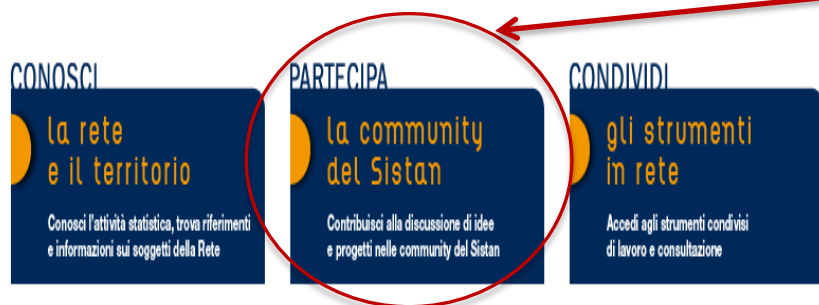 CONOSCI
la rete
e il territorio
Conosci l'attività statistica, trova riferimenti
e informazioni sui soggetti della Rete
PARTECIPA
la community
del Sistan
Contribuisci alla discussione di idee
e progetti nelle community del Sistan
CONDIVIDI
gli strumenti
in rete
Accedi agli strumenti condivisi
di lavoro e consultazione